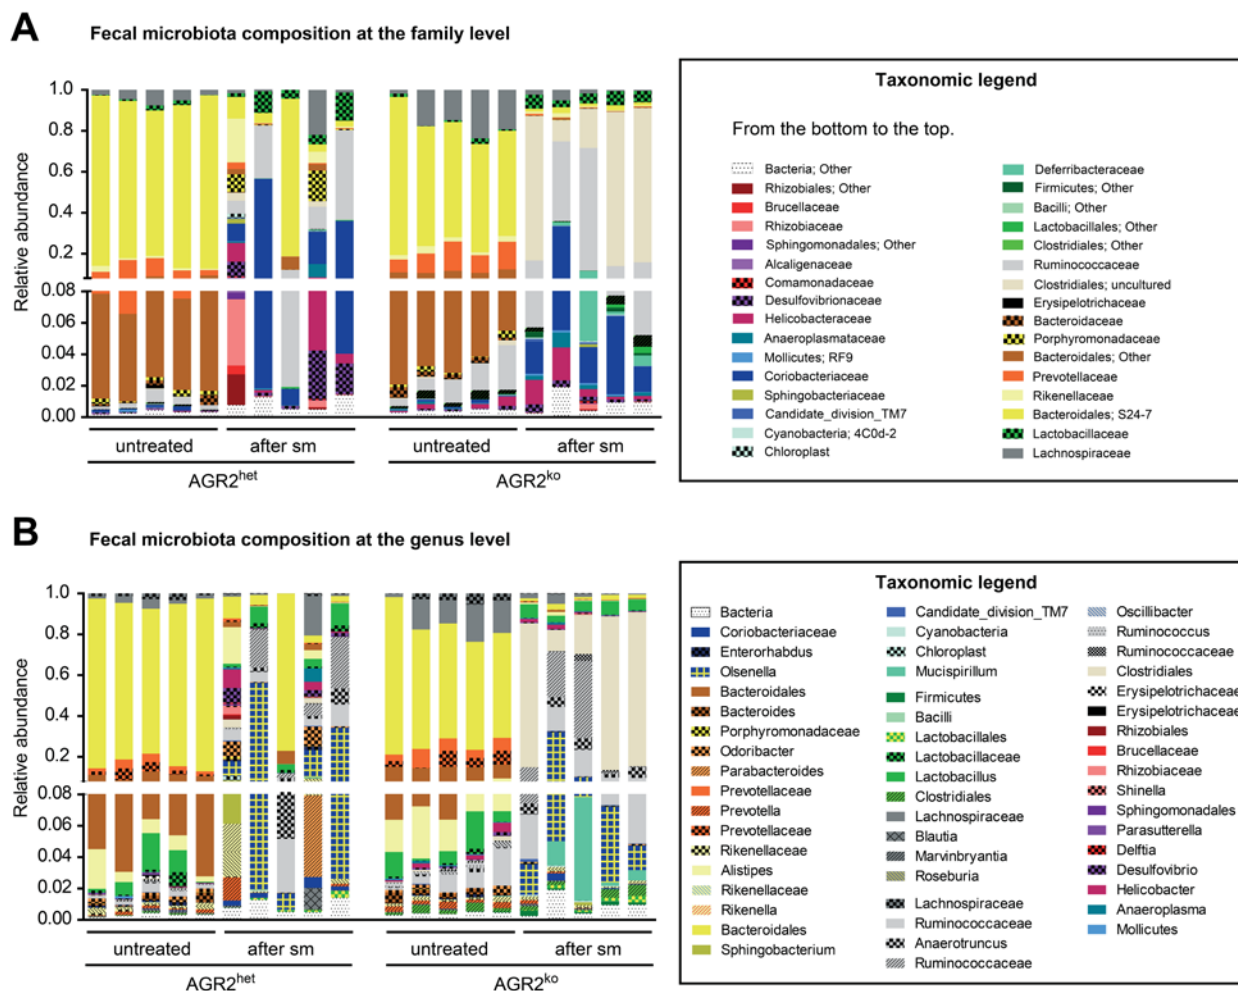 A
Fecal microbiota composition at the family level
Relative abundance
1.0
0.8
0.6
0.4
0.2
0.08
0.06
0.04
0.02
0.00
untreated
after sm
untreated
after sm
AGR2het
AGR2ko
Taxonomic legend
From the bottom to the top.
Bacteria; Other
Rhizobiales; Other
Brucellaceae
Rhizobiaceae
Sphingomonadales; Other
Alcaligenaceae
Comamonadaceae
Desulfovibrionaceae
Helicobacteraceae
Anaeroplasmataceae
Mollicutes; RF9
Coriobacteriaceae
Sphingobacteriaceae
Candidate_division_TM7
Cyanobacteria; 4C0d-2
Chloroplast
Deferribacteraceae
Firmicutes; Other
Bacilli; Other
Lactobacillales; Other
Clostridiales; Other
Ruminococcaceae
Clostridiales; uncultured
Erysipelotrichaceae
Bacteroidaceae
Porphyromonadaceae
Bacteroidales; Other
Prevotellaceae
Rikenellaceae
Bacteroidales; S24-7
Lactobacillaceae
Lachnospiraceae
B
Fecal microbiota composition at the genus level
Relative abundance
1.0
0.8
0.6
0.4
0.2
0.08
0.06
0.04
0.02
0.00
untreated
after sm
untreated
after sm
AGR2het
AGR2ko
Taxonomic legend
Bacteria
Coriobacteriaceae
Enterorhabdus
Olsenella
Bacteroidales
Bacteroides
Porphyromonadaceae
Odoribacter
Parabacteroides
Prevotellaceae
Prevotella
Prevotellaceae
Rikenellaceae
Alistipes
Rikenellaceae
Rikenella
Bacteroidales
Sphingobacterium
Candidate_division_TM7
Cyanobacteria
Chloroplast
Mucispirillum
Firmicutes
Bacilli
Lactobacillales
Lactobacillaceae
Lactobacillus
Clostridiales
Lachnospiraceae
Blautia
Marvinbryantia
Roseburia
Lachnospiraceae
Ruminococcaceae
Anaerotruncus
Ruminococcaceae
Oscillibacter
Ruminococcus
Ruminococcaceae
Clostridiales
Erysipelotrichaceae
Erysipelotrichaceae
Rhizobiales
Brucellaceae
Rhizobiaceae
Shinella
Sphingomonadales
Parasutterella
Delftia
Desulfovibrio
Helicobacter
Anaeroplasma
Mollicutes